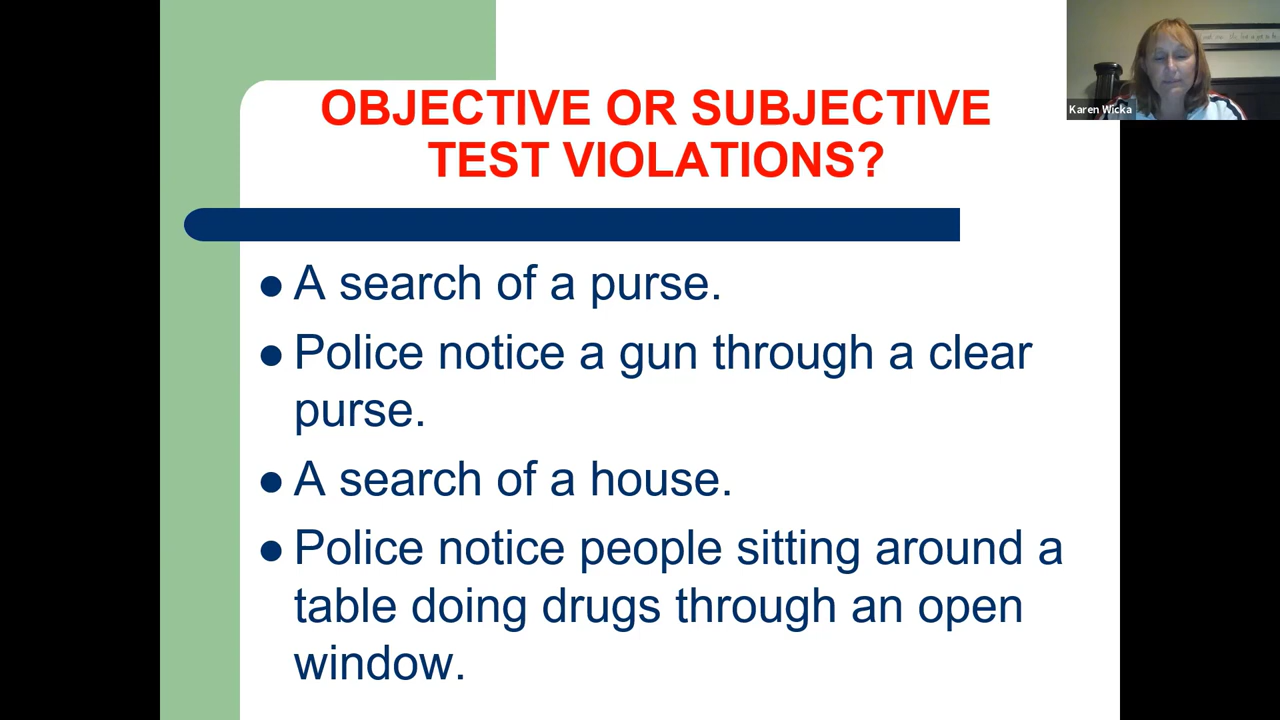 OBJECTIVE OR SUBJECTIVE
TEST VIOLATIONS?
Karen Wicka
● A search of a purse.
● Police notice a gun through a clear
purse.
● A search of a house.
● Police notice people sitting around a
table doing drugs through an open
window.